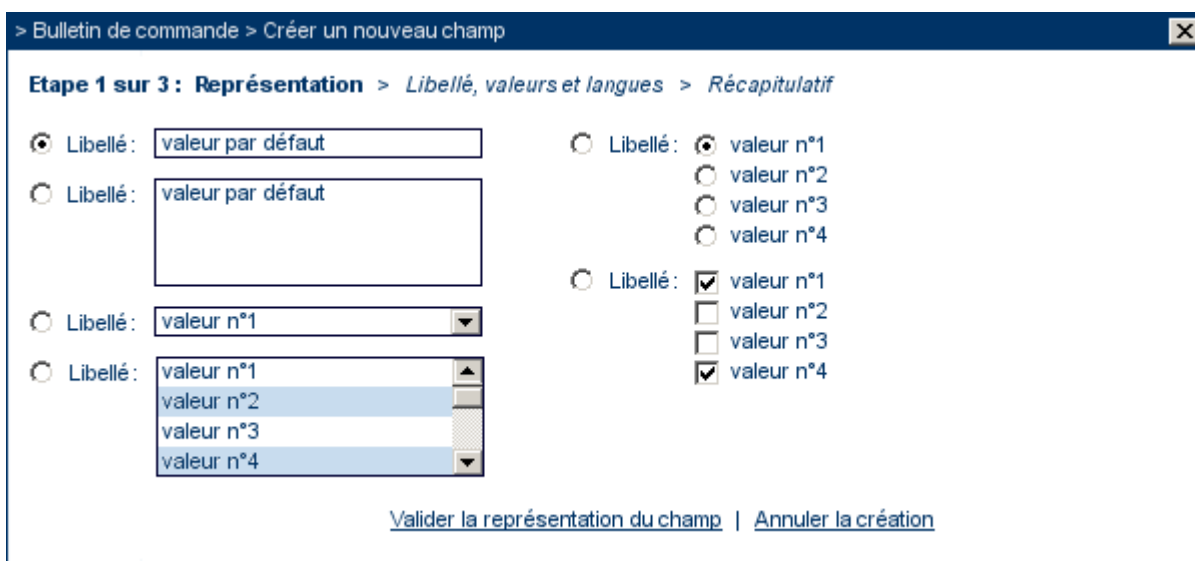 > Bulletin de commande > Créer un nouveau champ
Etape 1 sur 3 : Représentation > Libellé, valeurs et langues > Récapitulatif
Libellé : valeur par défaut
Libellé : valeur par défaut
Libellé : valeur n°1
Libellé : valeur n°1
valeur n°2
valeur n°3
valeur n°4
Libellé : valeur n°1
valeur n°2
valeur n°3
valeur n°4
Libellé : valeur n°1
valeur n°2
valeur n°3
valeur n°4
Valider la représentation du champ | Annuler la création